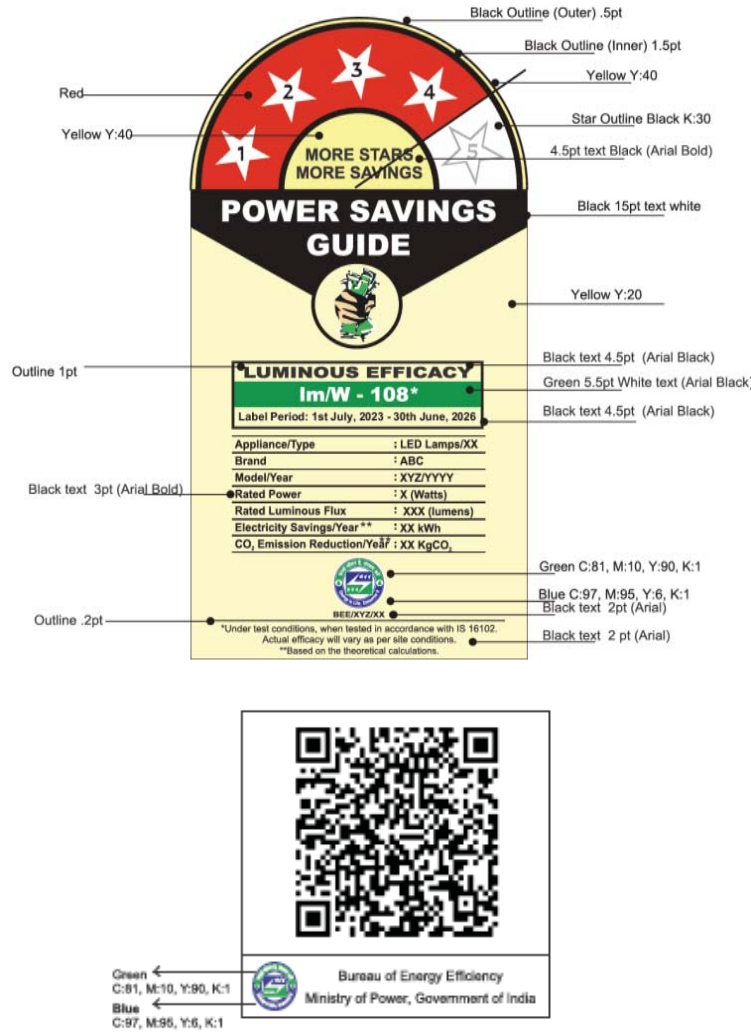 Black Outline (Outer) .5pt
Black Outline (Inner) 1.5pt
Yellow Y:40
Red
Star Outline Black K:30
Yellow Y:40
4.5pt text Black (Arial Bold)
1
2
3
4
5
MORE STARS
MORE SAVINGS
Black 15pt text white
POWER SAVINGS
GUIDE
Yellow Y:20
Outline 1pt
Black text 4.5pt (Arial Black)
LUMINOUS EFFICACY
Green 5.5pt White text (Arial Black)
lm/W - 108*
Black text 4.5pt (Arial Black)
Label Period: 1st July, 2023 - 30th June, 2026
Appliance/Type : LED Lamps/XX
Brand : ABC
Model/Year : XYZ/YYYY
Black text 3pt (Arial Bold)
Rated Power : X (Watts)
Rated Luminous Flux : XXX (lumens)
Electricity Savings/Year** : XX kWh
CO₂ Emission Reduction/Year** : XX KgCO₂
Green C:81, M:10, Y:90, K:1
Blue C:97, M:95, Y:6, K:1
BEE/XYZ/XX
Black text 2pt (Arial)
Outline .2pt
*Under test conditions, when tested in accordance with IS 16102.
Actual efficacy will vary as per site conditions.
**Based on the theoretical calculations.
Black text 2 pt (Arial)
Green
C:81, M:10, Y:90, K:1
Blue
C:97, M:95, Y:6, K:1
Bureau of Energy Efficiency
Ministry of Power, Government of India